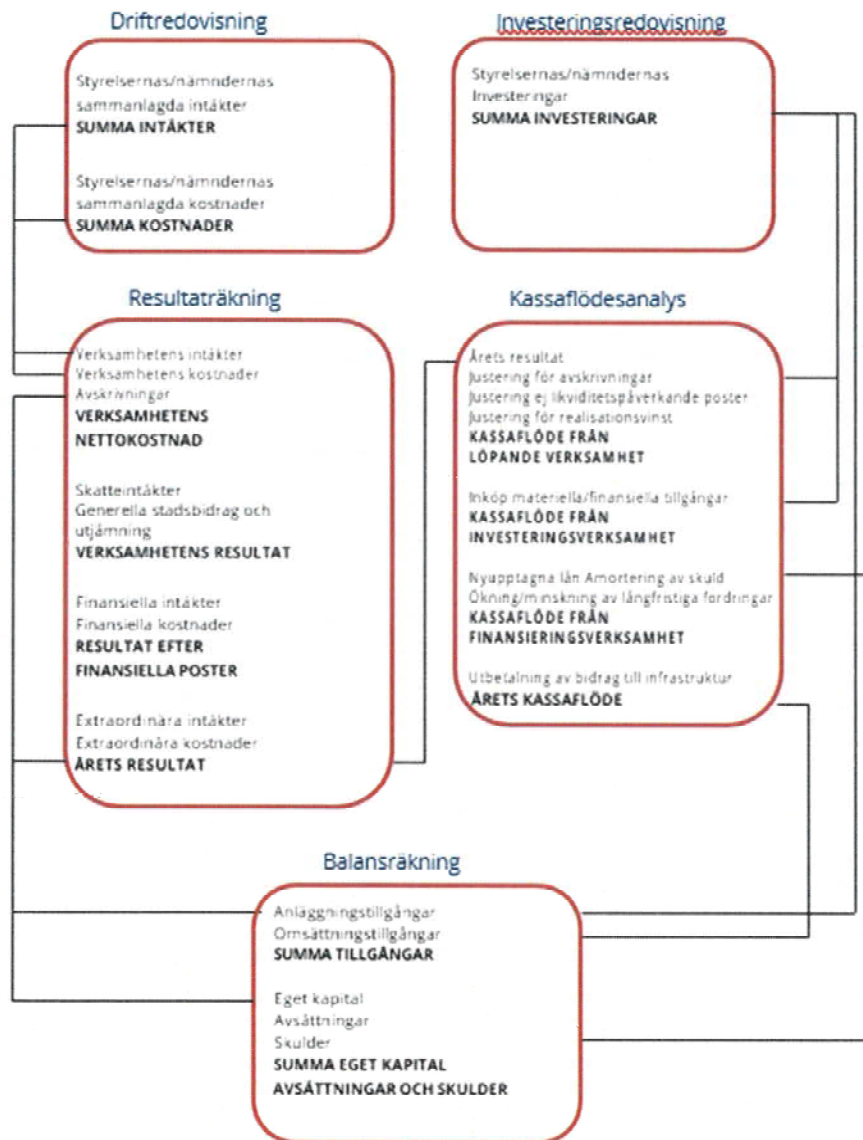 Driftredovisning
Styrelsernas/nämndernas
sammanlagda intäkter
SUMMA INTÄKTER
Styrelsernas/nämndernas
sammanlagda kostnader
SUMMA KOSTNADER
Investeringsredovisning
Styrelsernas/nämndernas
Investeringar
SUMMA INVESTERINGAR
Resultaträkning
Verksamhetens intäkter
Verksamhetens kostnader
Avskrivningar
VERKSAMHETENS
NETTOKOSTNAD
Skatteintäkter
Generella stadsbidrag och
utjämning
VERKSAMHETENS RESULTAT
Finansiella intäkter
Finansiella kostnader
RESULTAT EFTER
FINANSIELLA POSTER
Extraordinära intäkter
Extraordinära kostnader
ÅRETS RESULTAT
Kassaflödesanalys
Årets resultat
Justering för avskrivningar
Justering ej likviditetspåverkande poster
Justering för realisationsvinst
KASSAFLÖDE FRÅN
LÖPANDE VERKSAMHET
Inköp materiella/finansiella tillgångar
KASSAFLÖDE FRÅN
INVESTERINGSVERKSAMHET
Nyupptagna lån Amortering av skuld
Ökning/minskning av långfristiga fordringar
KASSAFLÖDE FRÅN
FINANSIERINGSVERKSAMHET
Utbetalning av bidrag till infrastruktur
ÅRETS KASSAFLÖDE
Balansräkning
Anläggningstillgångar
Omsättningstillgångar
SUMMA TILLGÅNGAR
Eget kapital
Avsättningar
Skulder
SUMMA EGET KAPITAL
AVSÄTTNINGAR OCH SKULDER